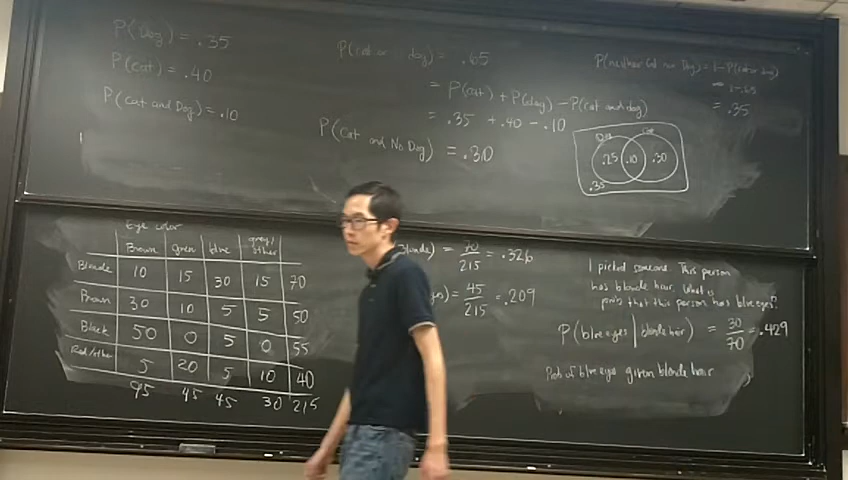 P(Dog) = .35
P(cat) = .40
P(cat and Dog) = .10
P(cat or dog) = .65
= P(cat) + P(dog) - P(cat and dog)
= .35 + .40 - .10
P(Cat and No Dog) = .30
P(neither Cat nor Dog) = 1 - P(cat or dog)
= 1-.65
= .35
Dog Cat
.25 .10 .30
.35
Eye color
Brown green blue grey/other
Blonde 10 15 30 15 70
Brown 30 10 5 5 50
Black 50 0 5 0 55
Red/other 5 20 5 10 40
95 45 45 30 215
Blonde) = 70/215 = .326
yes) = 45/215 = .209
I picked someone. This person
has blonde hair. What is
prob that this person has blue eyes?
P(blue eyes | blonde hair) = 30/70 = .429
Prob of blue eyes given blonde hair